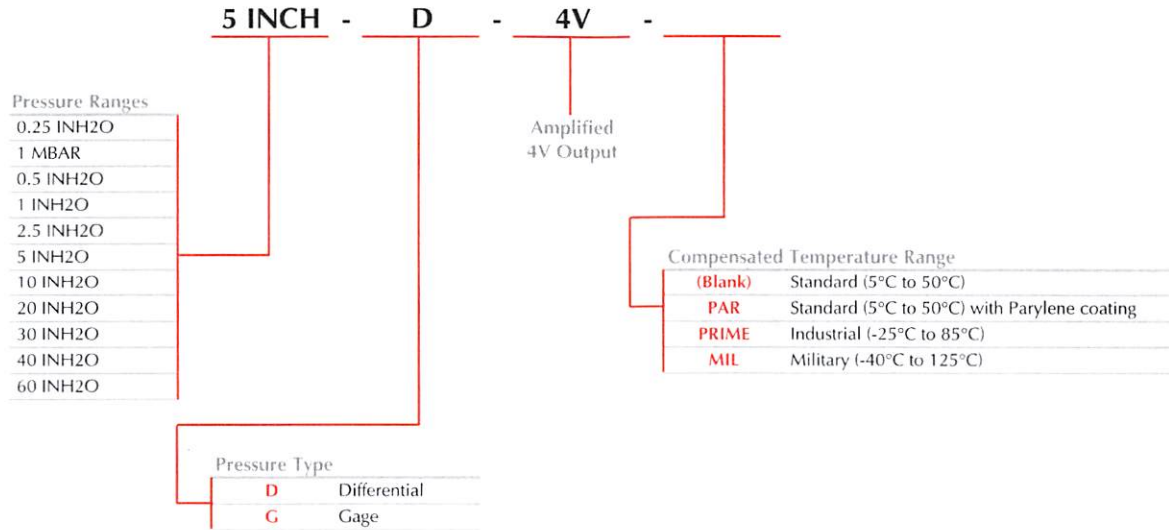 5 INCH - D - 4V -
Pressure Ranges
0.25 INH2O
1 MBAR
0.5 INH2O
1 INH2O
2.5 INH2O
5 INH2O
10 INH2O
20 INH2O
30 INH2O
40 INH2O
60 INH2O
Amplified
4V Output
Compensated Temperature Range
(Blank) Standard (5°C to 50°C)
PAR Standard (5°C to 50°C) with Parylene coating
PRIME Industrial (-25°C to 85°C)
MIL Military (-40°C to 125°C)
Pressure Type
D Differential
G Gage